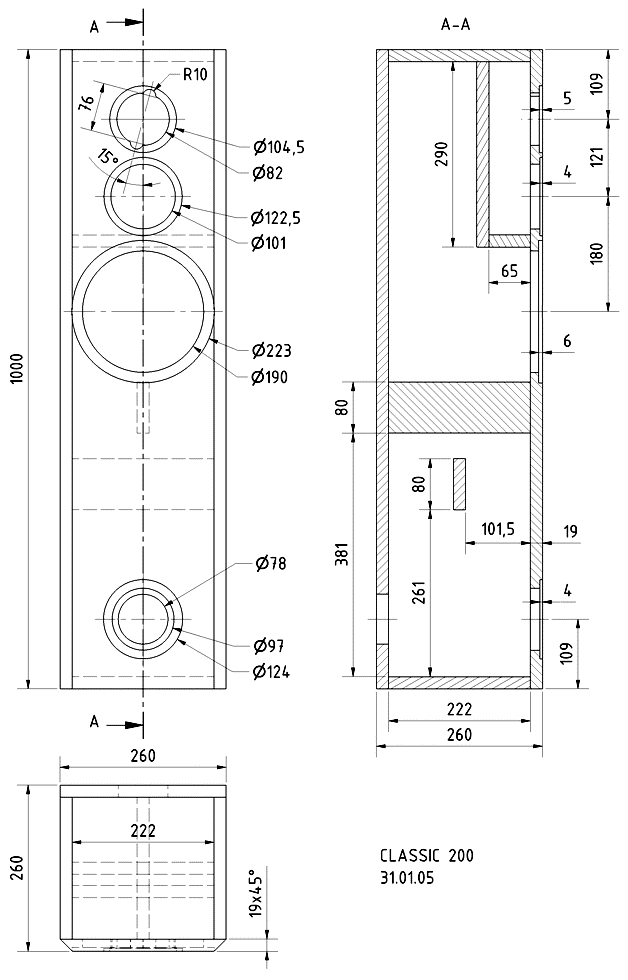 A
A-A
R10
76
15°
Ø104,5
Ø82
Ø122,5
Ø101
Ø223
Ø190
1000
Ø78
Ø97
Ø124
A
290
65
5
109
4
121
180
6
80
80
101,5
19
381
261
4
109
222
260
260
222
260
19x45°
CLASSIC 200
31.01.05